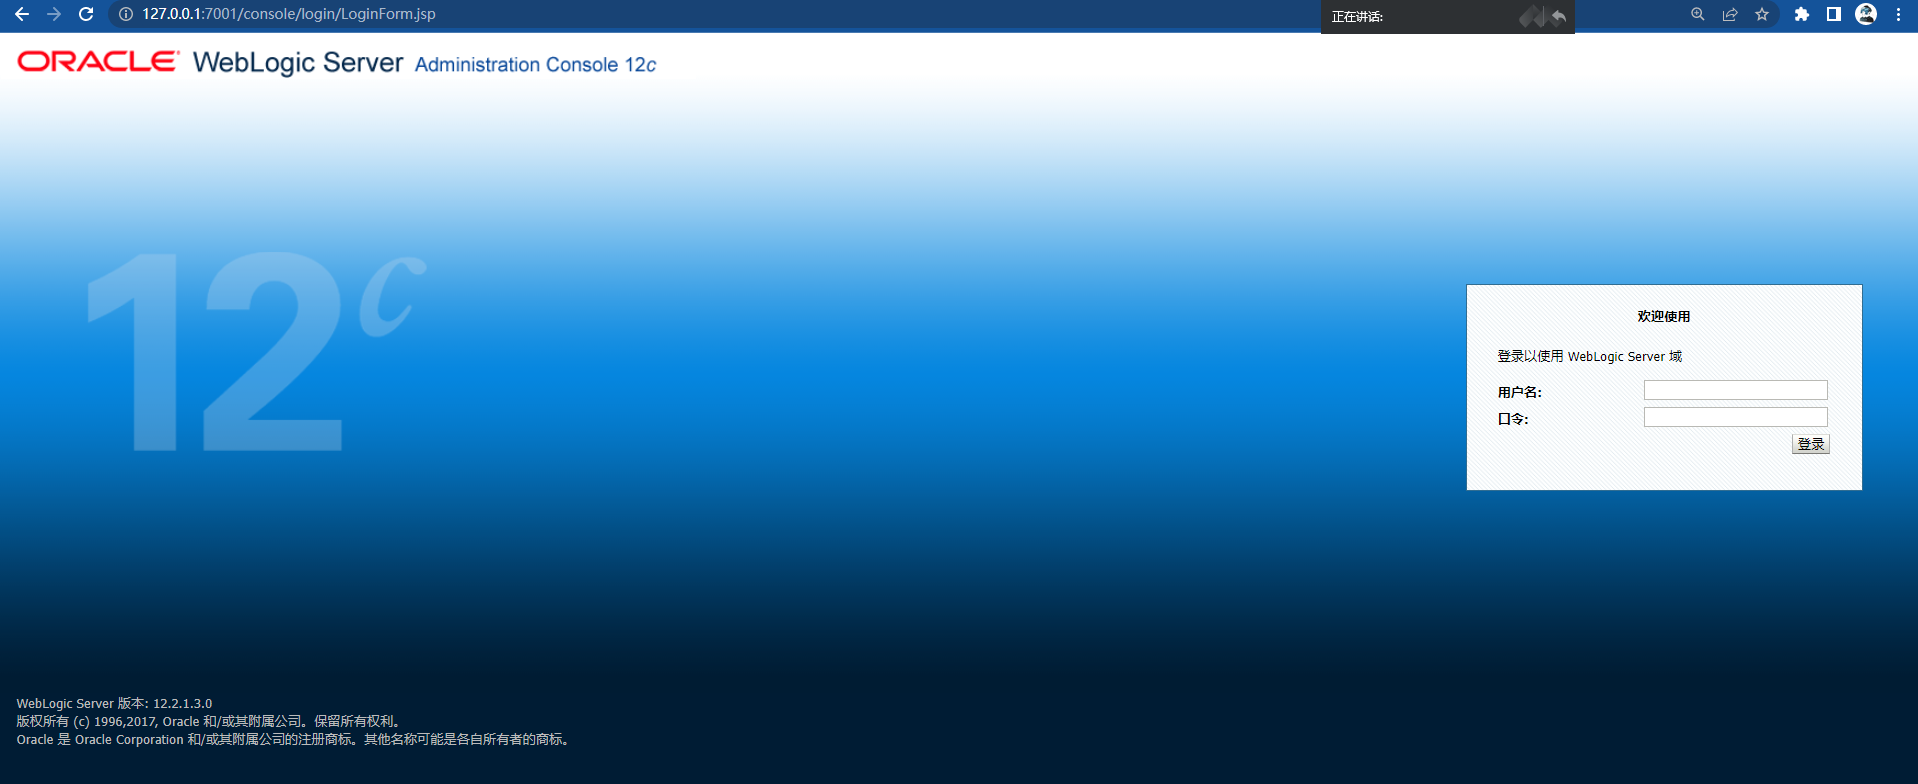 127.0.0.1:7001/console/login/LoginForm.jsp
正在讲话:
ORACLE WebLogic Server Administration Console 12c
12c
欢迎使用
登录以使用 WebLogic Server 域
用户名:
口令:
登录
WebLogic Server 版本: 12.2.1.3.0
版权所有 (c) 1996,2017, Oracle 和/或其附属公司。保留所有权利。
Oracle 是 Oracle Corporation 和/或其附属公司的注册商标。其他名称可能是各自所有者的商标。